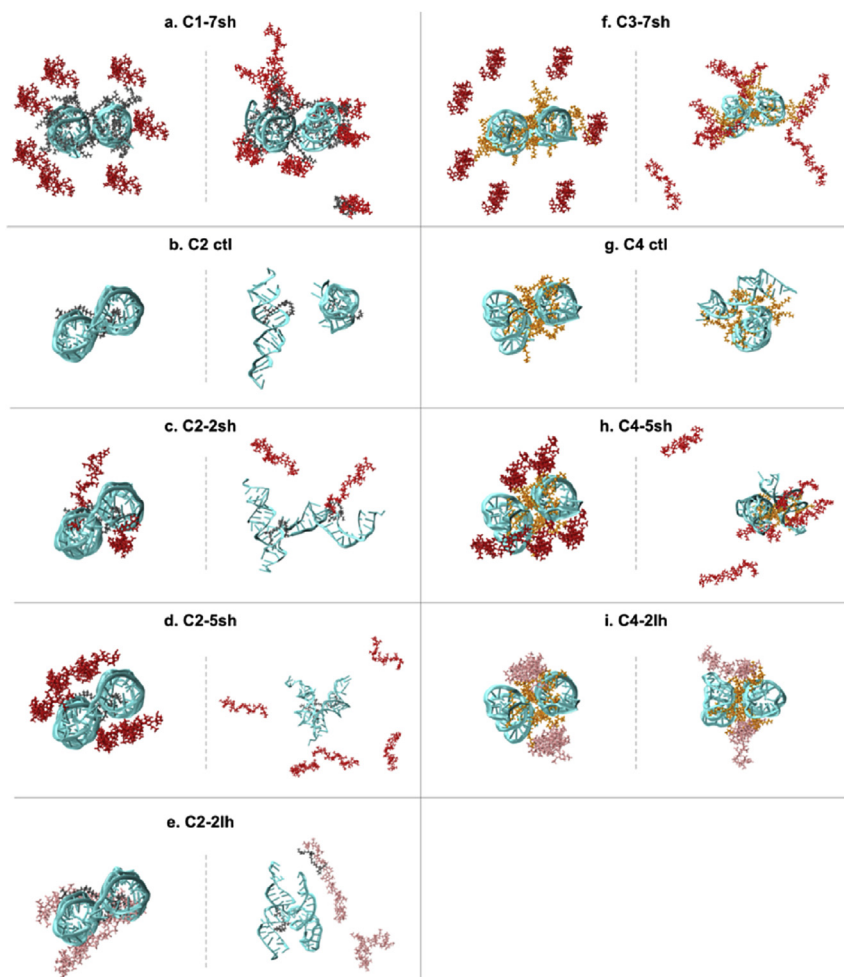 a. C1-7sh
f. C3-7sh
b. C2 ctl
g. C4 ctl
c. C2-2sh
h. C4-5sh
d. C2-5sh
i. C4-2lh
e. C2-2lh